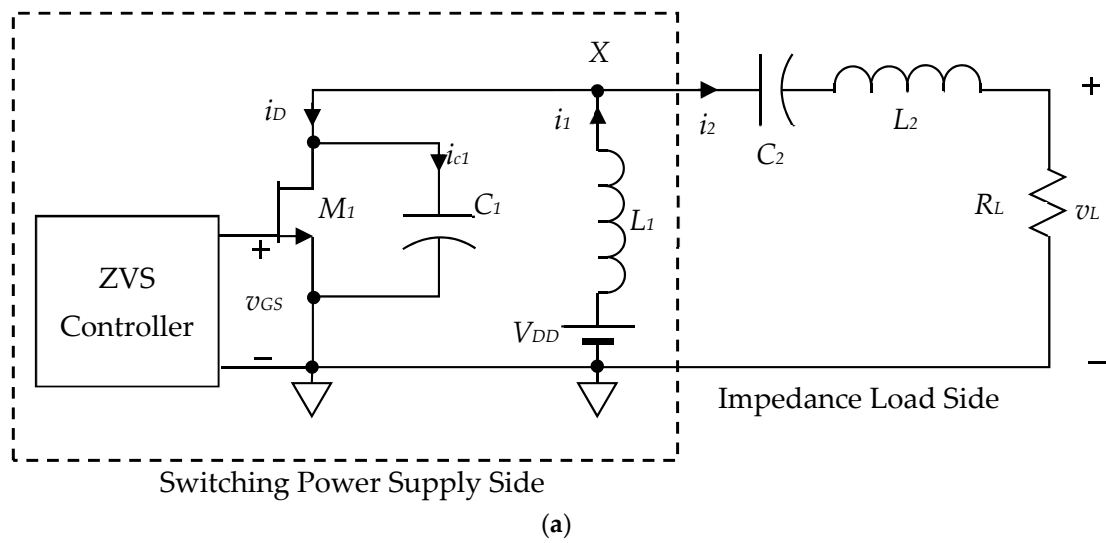 X
iD
i1
i2
L2
+
ic1
C2
M1
C1
L1
RL
vL
ZVS
Controller
+
vGS
−
VDD
−
Impedance Load Side
Switching Power Supply Side
(a)